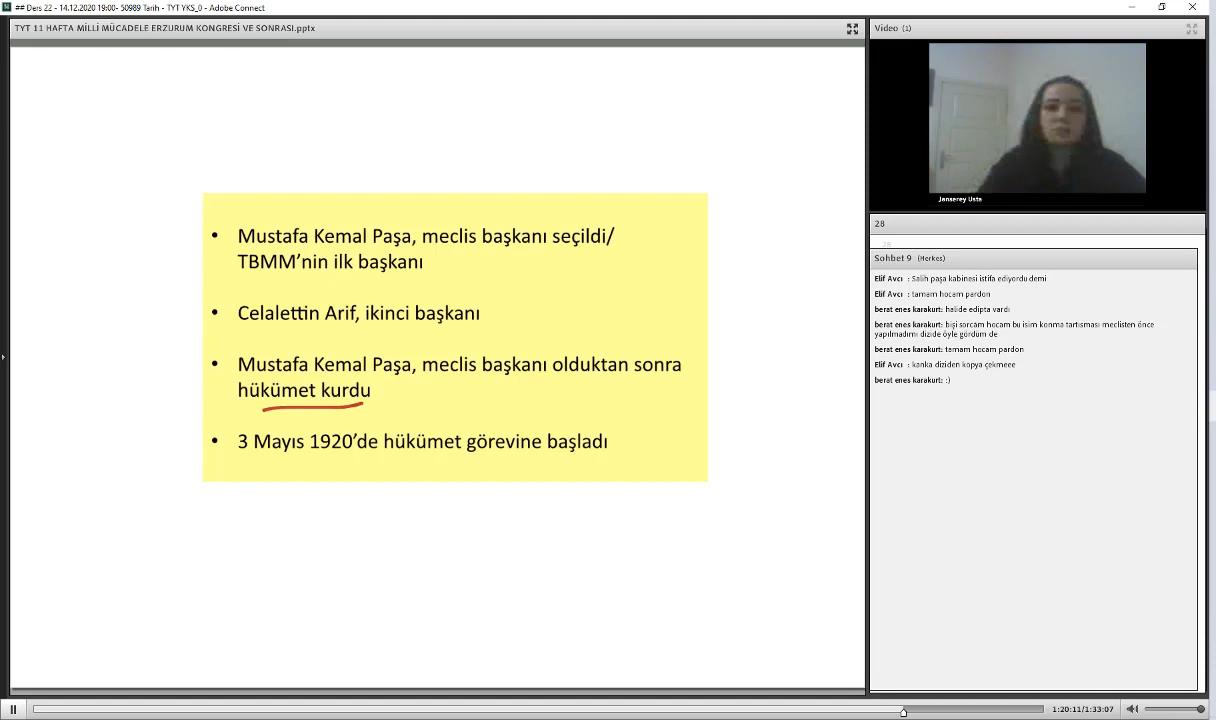 ## Ders 22 - 14.12.2020 19:00- 50989 Tarih - TYT YKS_0 - Adobe Connect
TYT 11 HAFTA MİLLİ MÜCADELE ERZURUM KONGRESİ VE SONRASI.pptx
• Mustafa Kemal Paşa, meclis başkanı seçildi/
TBMM’nin ilk başkanı
• Celalettin Arif, ikinci başkanı
• Mustafa Kemal Paşa, meclis başkanı olduktan sonra
hükümet kurdu
• 3 Mayıs 1920’de hükümet görevine başladı
Video (1)
Janserey Usta
28
28
Sohbet 9 (Herkes)
Elif Avcı : Salih paşa kabinesi istifa ediyordu demi
Elif Avcı : tamam hocam pardon
berat enes karakurt: halide edipta vardı
berat enes karakurt: bişi sorcam hocam bu isim konma tartısması meclisten önce
yapılmadımı dizide öyle gördüm de
berat enes karakurt: tamam hocam pardon
Elif Avcı : kanka diziden kopya çekmeee
berat enes karakurt: :)
1:20:11/1:33:07